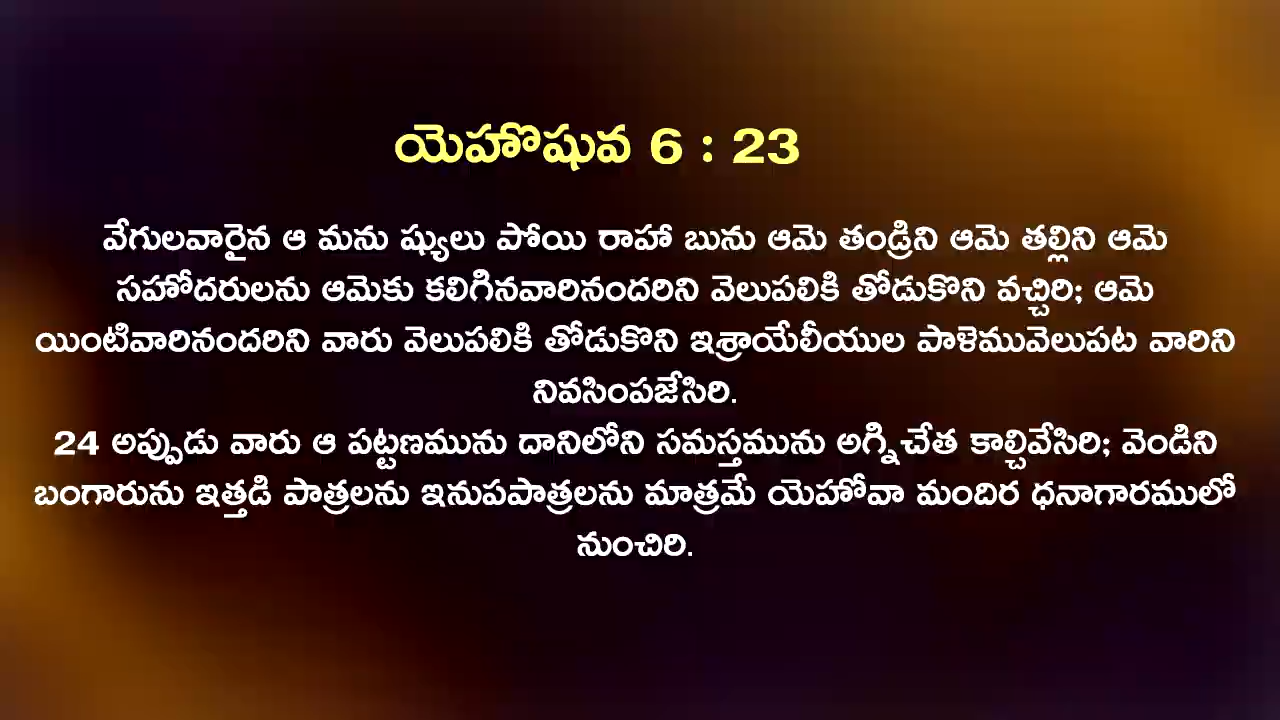 యెహొషువ 6 : 23
వేగులవారైన ఆ మను ష్యులు పోయి రాహా బును ఆమె తండ్రిని ఆమె తల్లిని ఆమె
సహోదరులను ఆమెకు కలిగినవారినందరిని వెలుపలికి తోడుకొని వచ్చిరి; ఆమె
యింటివారినందరిని వారు వెలుపలికి తోడుకొని ఇశ్రాయేలీయుల పాళెమువెలుపట వారిని
నివసింపజేసిరి.
24 అప్పుడు వారు ఆ పట్టణమును దానిలోని సమస్తమును అగ్నిచేత కాల్చివేసిరి; వెండిని
బంగారును ఇత్తడి పాత్రలను ఇనుపపాత్రలను మాత్రమే యెహోవా మందిర ధనాగారములో
నుంచిరి.